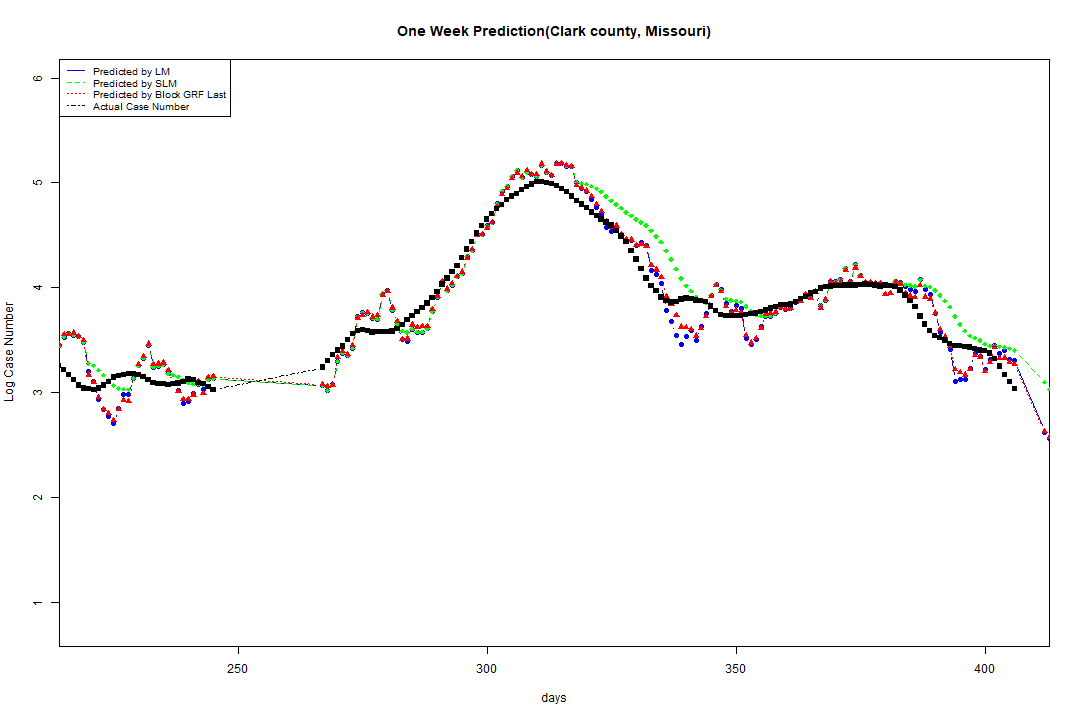 One Week Prediction(Clark county, Missouri)
Predicted by LM
Predicted by SLM
Predicted by Block GRF Last
Actual Case Number
6
5
4
3
2
1
Log Case Number
250 300 350 400
days